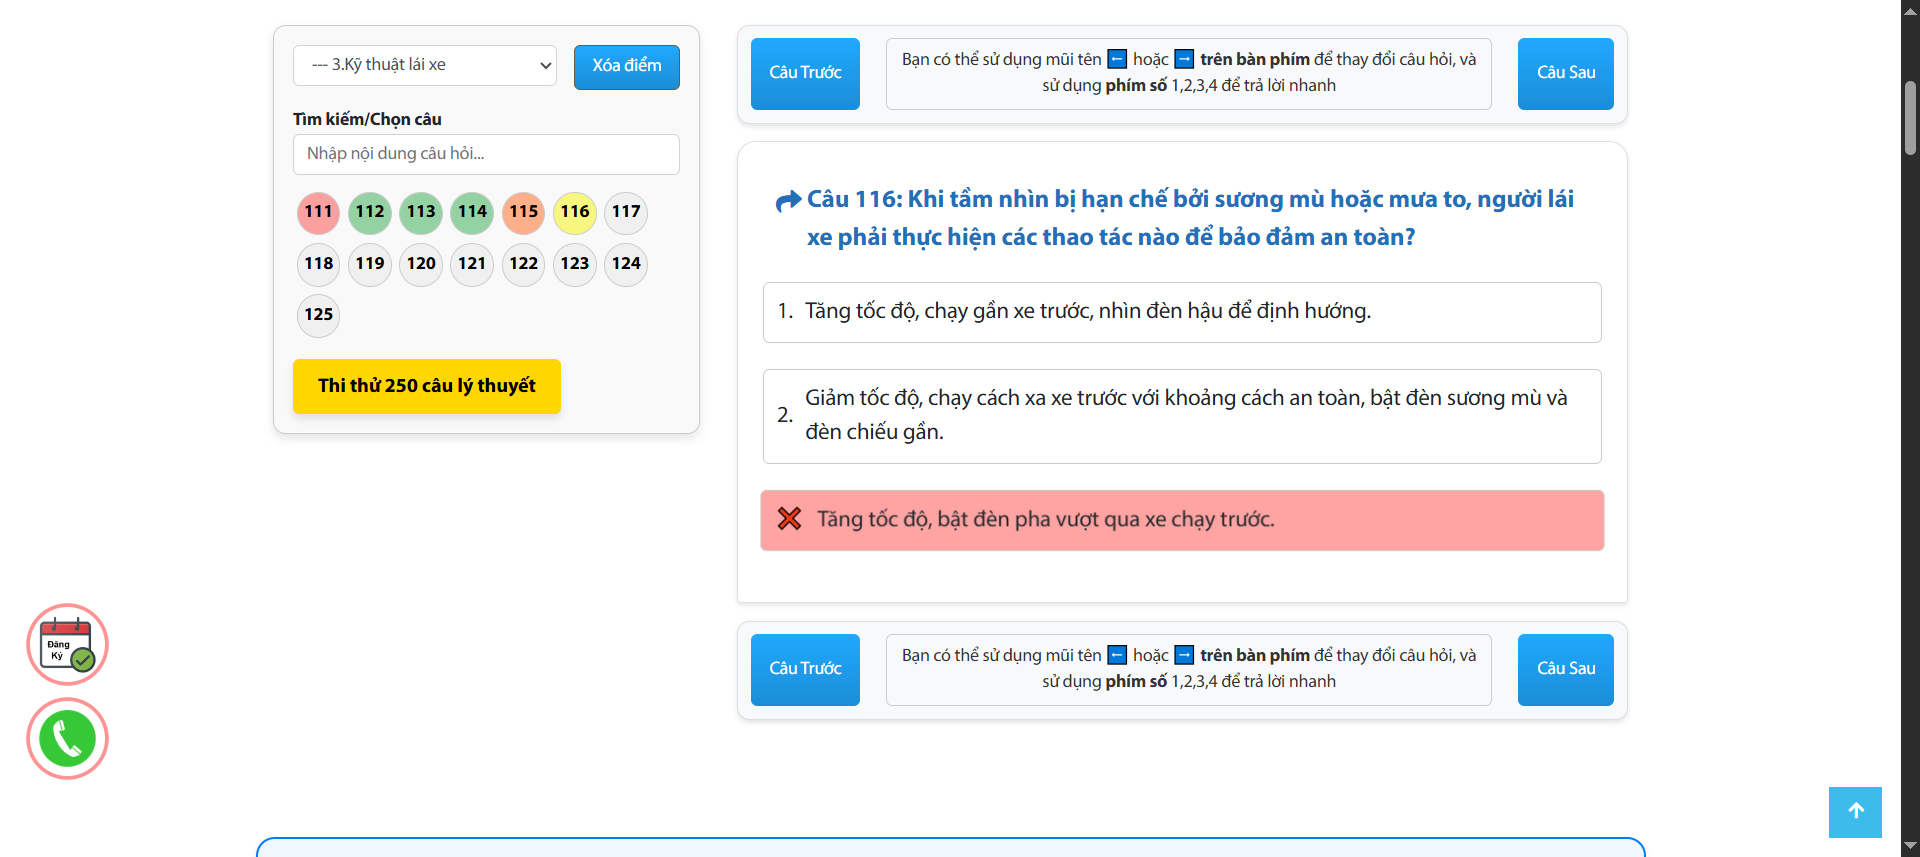 --- 3.Kỹ thuật lái xe
Xóa điểm
Tìm kiếm/Chọn câu
Nhập nội dung câu hỏi...
111 112 113 114 115 116 117
118 119 120 121 122 123 124
125
Thi thử 250 câu lý thuyết
Câu Trước
Bạn có thể sử dụng mũi tên ← hoặc → trên bàn phím để thay đổi câu hỏi, và
sử dụng phím số 1,2,3,4 để trả lời nhanh
Câu Sau
Câu 116: Khi tầm nhìn bị hạn chế bởi sương mù hoặc mưa to, người lái
xe phải thực hiện các thao tác nào để bảo đảm an toàn?
1. Tăng tốc độ, chạy gần xe trước, nhìn đèn hậu để định hướng.
2. Giảm tốc độ, chạy cách xa xe trước với khoảng cách an toàn, bật đèn sương mù và
đèn chiếu gần.
Tăng tốc độ, bật đèn pha vượt qua xe chạy trước.
Câu Trước
Bạn có thể sử dụng mũi tên ← hoặc → trên bàn phím để thay đổi câu hỏi, và
sử dụng phím số 1,2,3,4 để trả lời nhanh
Câu Sau
Đăng
Ký